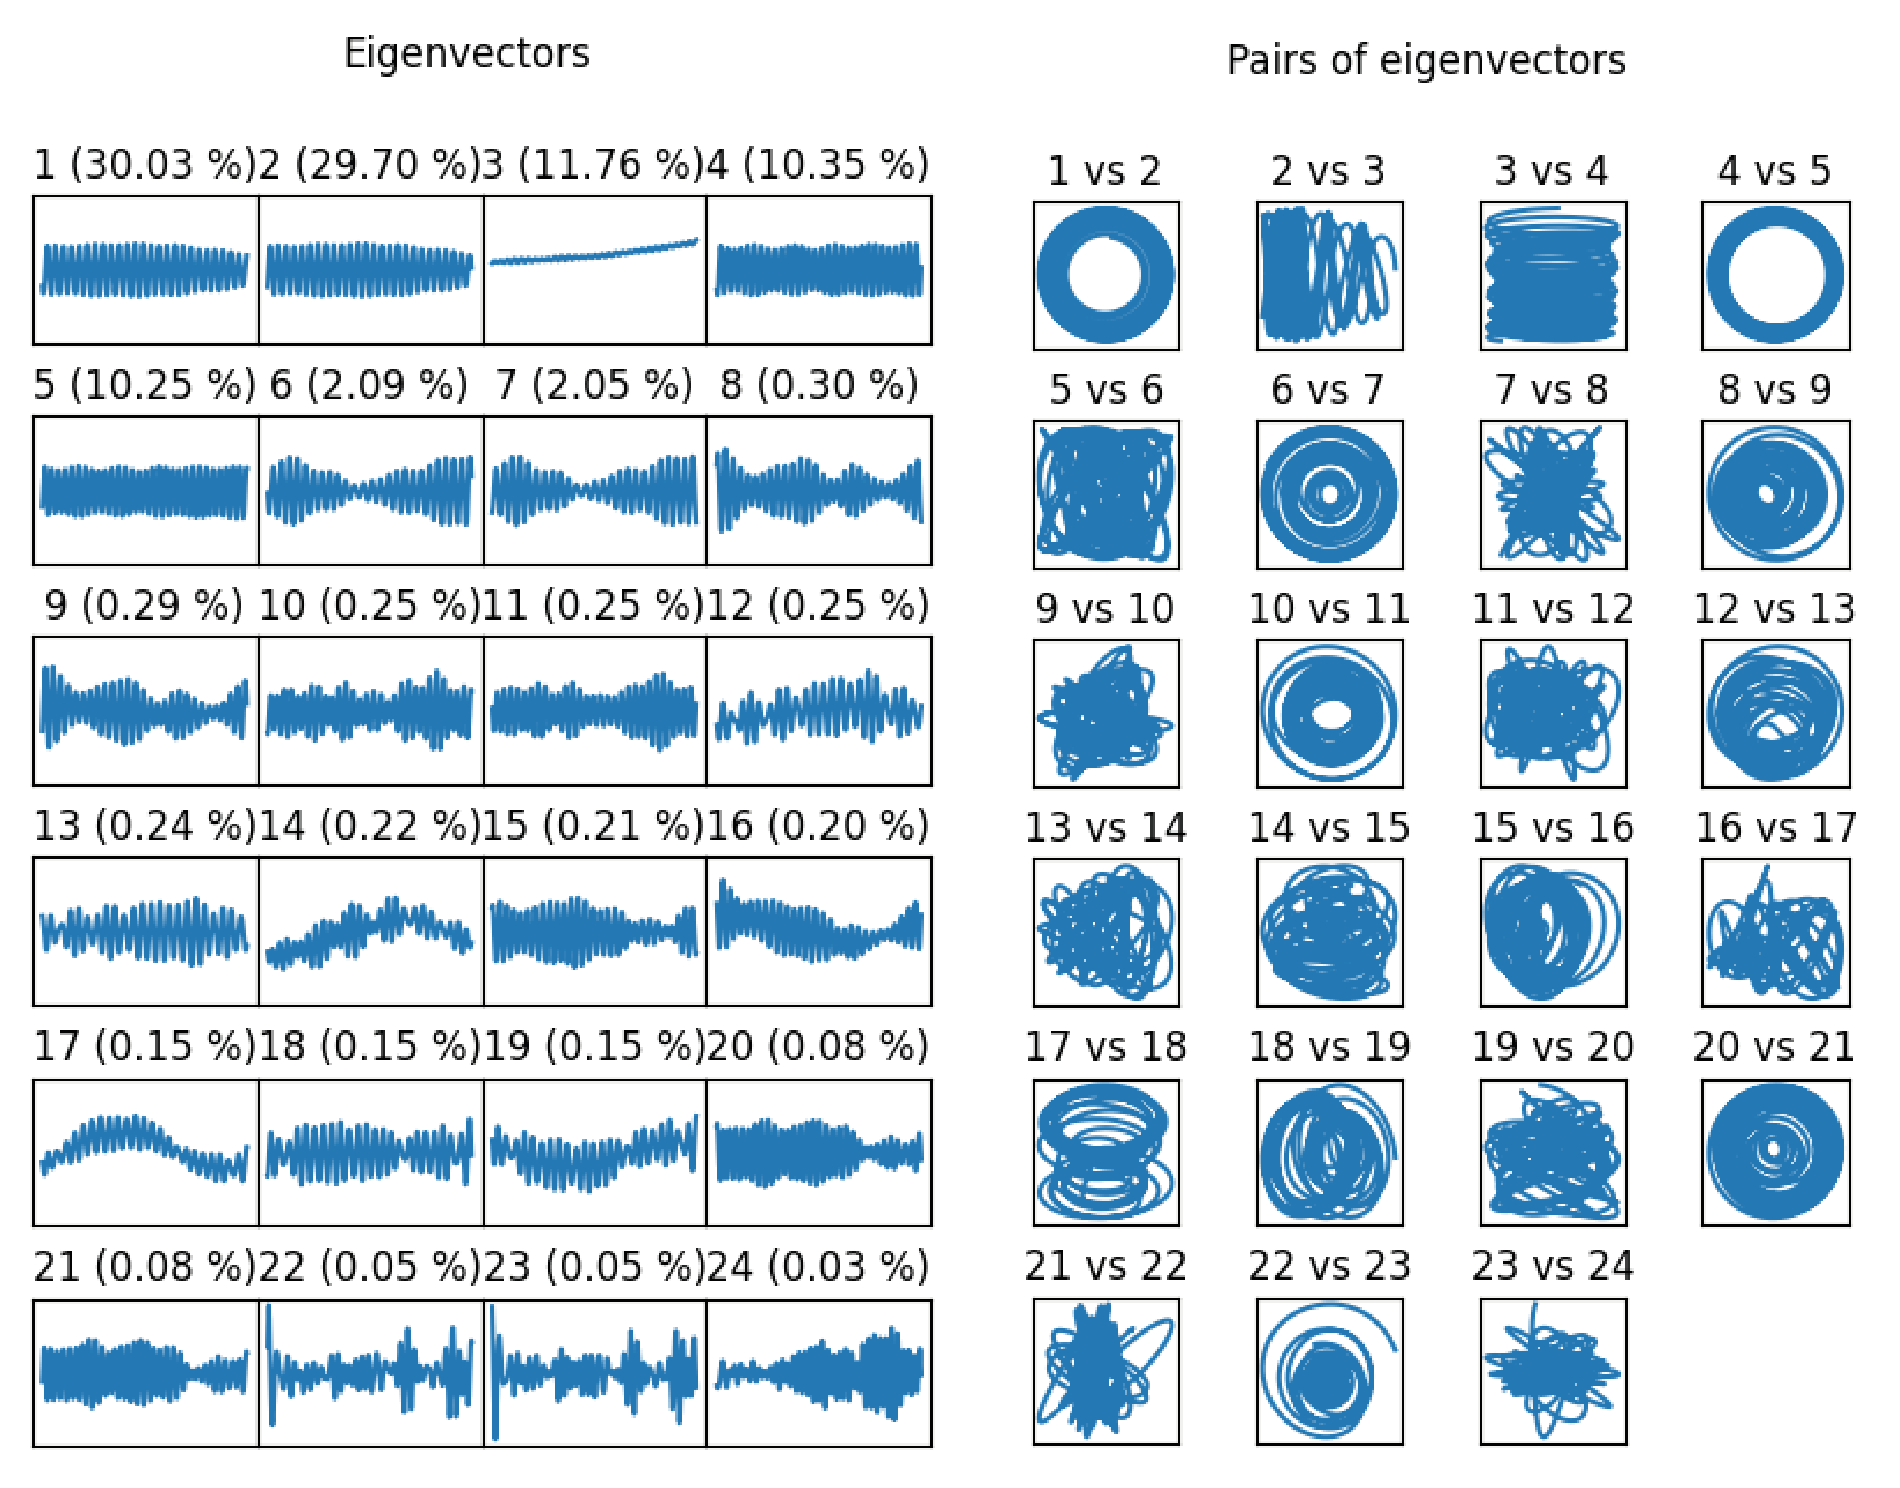 Eigenvectors
1 (30.03 %) 2 (29.70 %) 3 (11.76 %) 4 (10.35 %)
5 (10.25 %) 6 (2.09 %) 7 (2.05 %) 8 (0.30 %)
9 (0.29 %) 10 (0.25 %) 11 (0.25 %) 12 (0.25 %)
13 (0.24 %) 14 (0.22 %) 15 (0.21 %) 16 (0.20 %)
17 (0.15 %) 18 (0.15 %) 19 (0.15 %) 20 (0.08 %)
21 (0.08 %) 22 (0.05 %) 23 (0.05 %) 24 (0.03 %)
Pairs of eigenvectors
1 vs 2 2 vs 3 3 vs 4 4 vs 5
5 vs 6 6 vs 7 7 vs 8 8 vs 9
9 vs 10 10 vs 11 11 vs 12 12 vs 13
13 vs 14 14 vs 15 15 vs 16 16 vs 17
17 vs 18 18 vs 19 19 vs 20 20 vs 21
21 vs 22 22 vs 23 23 vs 24